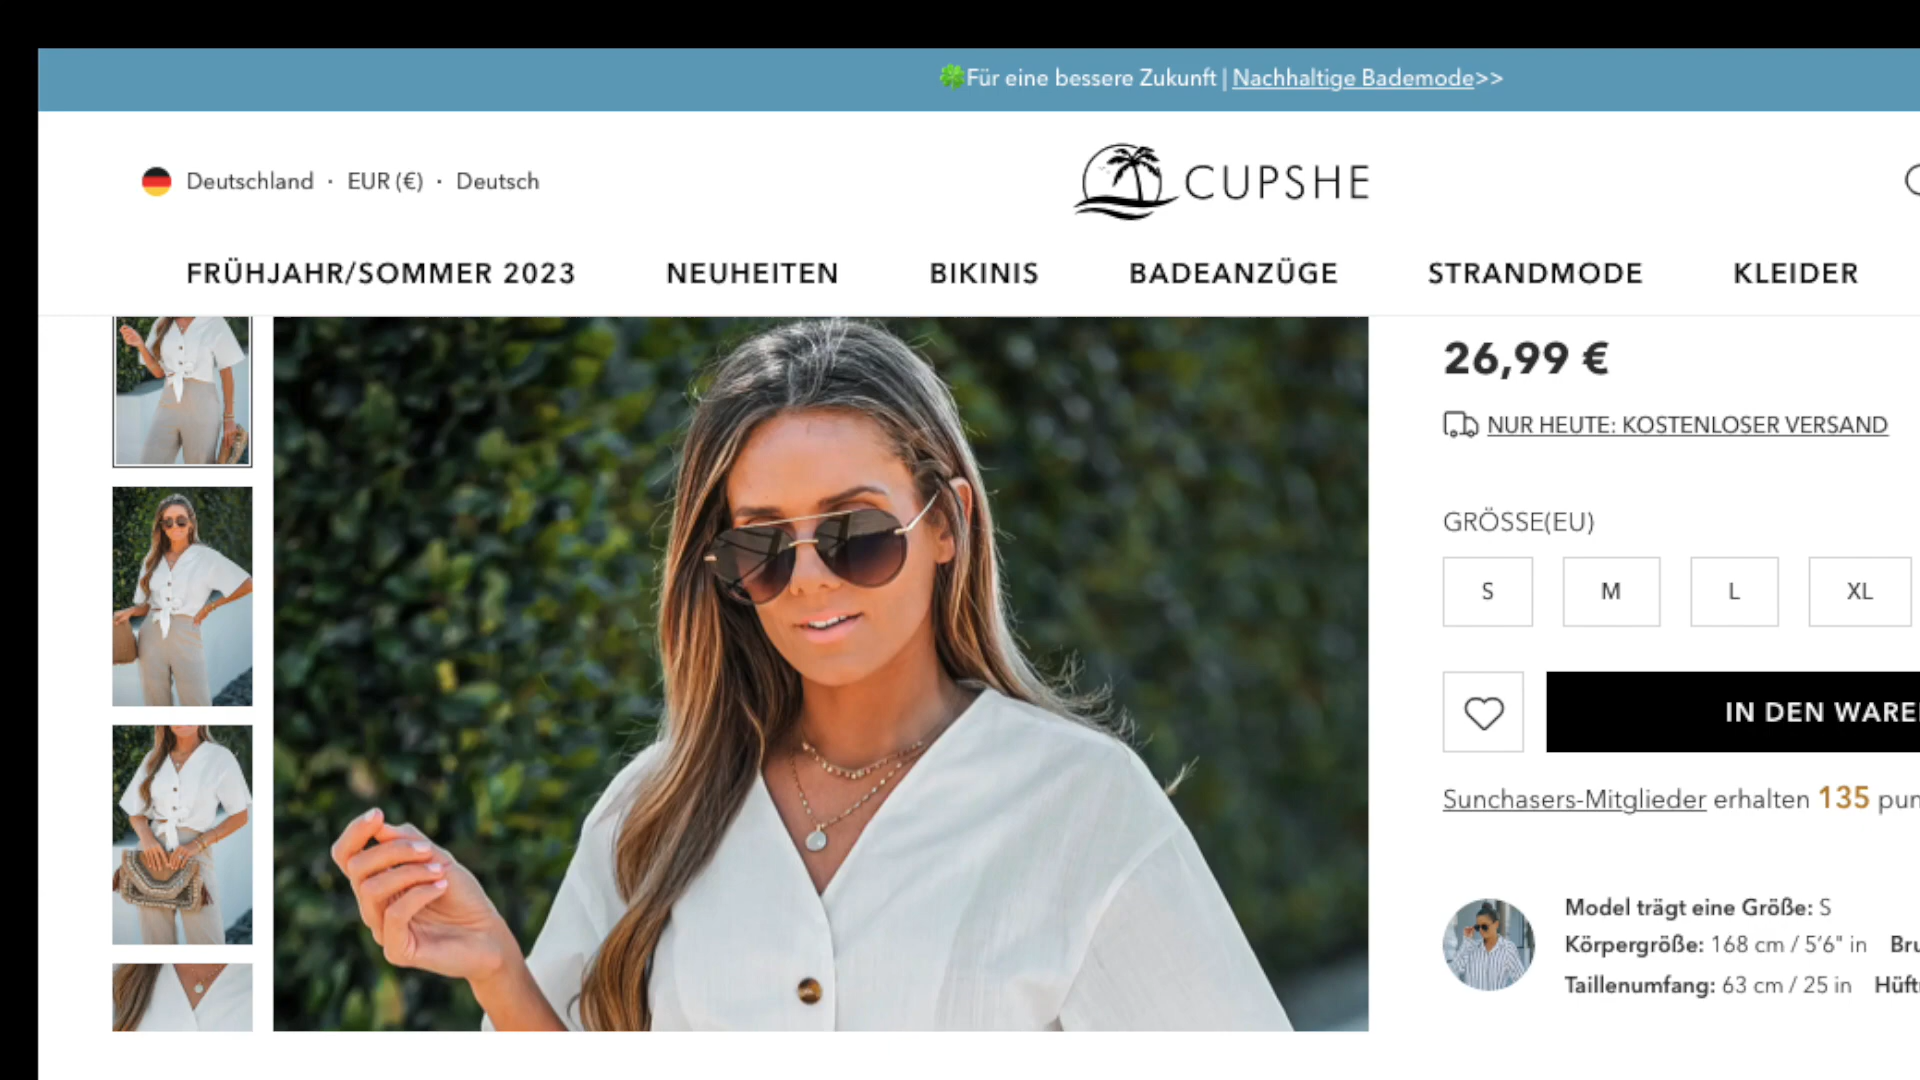 🍀Für eine bessere Zukunft | Nachhaltige Bademode>>
Deutschland · EUR (€) · Deutsch
CUPSHE
FRÜHJAHR/SOMMER 2023 NEUHEITEN BIKINIS BADEANZÜGE STRANDMODE KLEIDER
26,99 €
NUR HEUTE: KOSTENLOSER VERSAND
GRÖSSE(EU)
S M L XL
IN DEN
Sunchasers-Mitglieder erhalten 135
Model trägt eine Größe: S
Körpergröße: 168 cm / 5'6" in
Taillenumfang: 63 cm / 25 in